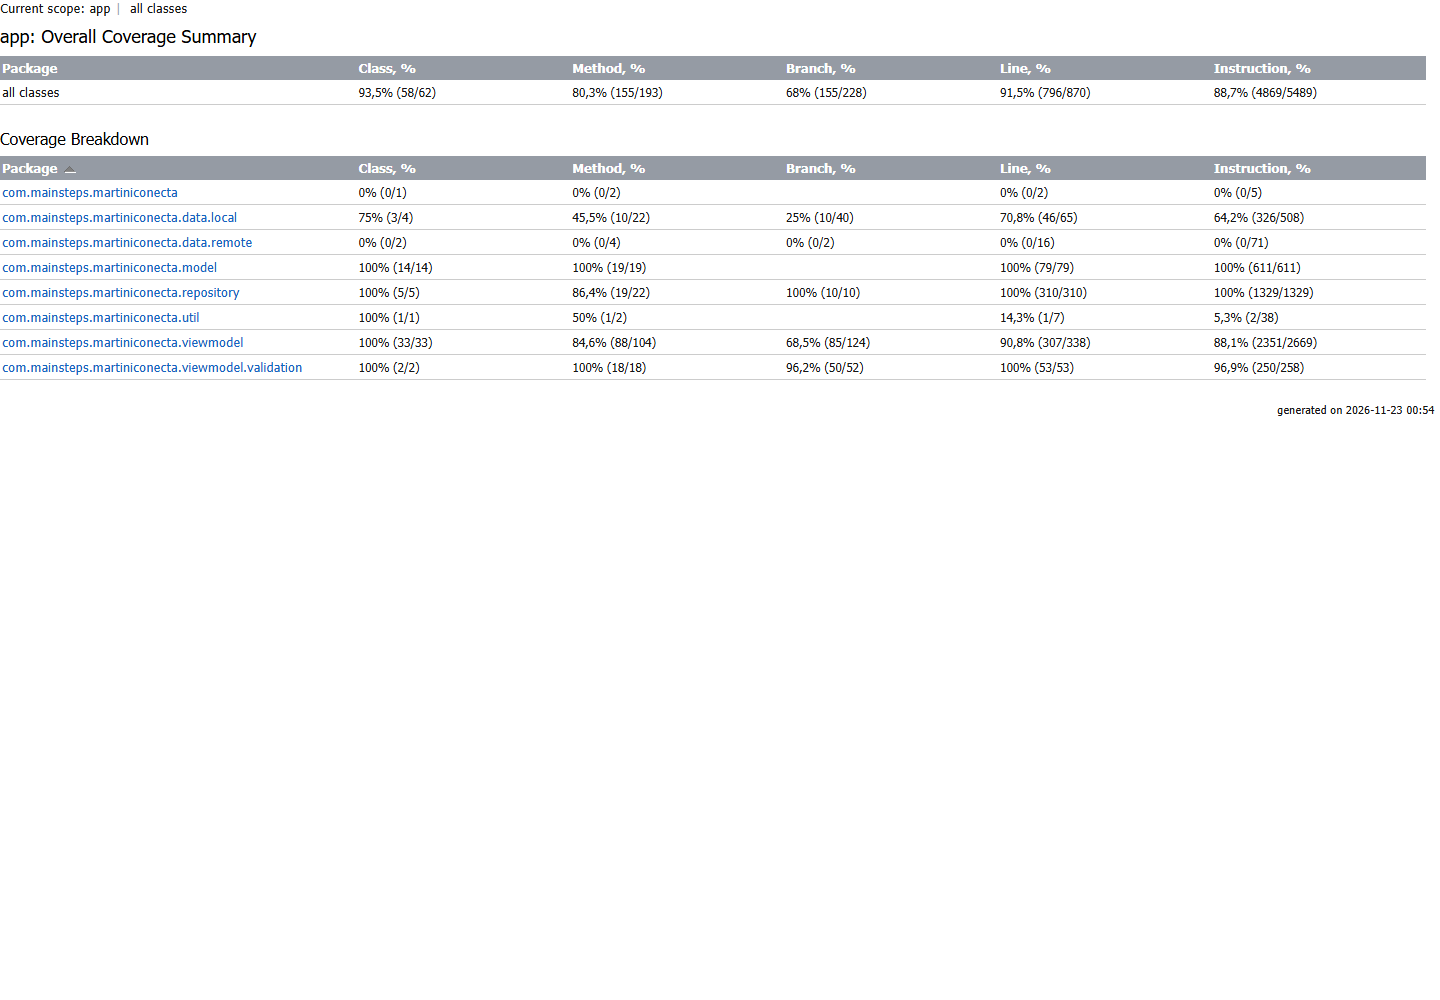 Current scope: app | all classes
app: Overall Coverage Summary
Package Class, % Method, % Branch, % Line, % Instruction, %
all classes 93,5% (58/62) 80,3% (155/193) 68% (155/228) 91,5% (796/870) 88,7% (4869/5489)
Coverage Breakdown
Package Class, % Method, % Branch, % Line, % Instruction, %
com.mainsteps.martiniconecta 0% (0/1) 0% (0/2) 0% (0/2) 0% (0/5)
com.mainsteps.martiniconecta.data.local 75% (3/4) 45,5% (10/22) 25% (10/40) 70,8% (46/65) 64,2% (326/508)
com.mainsteps.martiniconecta.data.remote 0% (0/2) 0% (0/4) 0% (0/2) 0% (0/16) 0% (0/71)
com.mainsteps.martiniconecta.model 100% (14/14) 100% (19/19) 100% (79/79) 100% (611/611)
com.mainsteps.martiniconecta.repository 100% (5/5) 86,4% (19/22) 100% (10/10) 100% (310/310) 100% (1329/1329)
com.mainsteps.martiniconecta.util 100% (1/1) 50% (1/2) 14,3% (1/7) 5,3% (2/38)
com.mainsteps.martiniconecta.viewmodel 100% (33/33) 84,6% (88/104) 68,5% (85/124) 90,8% (307/338) 88,1% (2351/2669)
com.mainsteps.martiniconecta.viewmodel.validation 100% (2/2) 100% (18/18) 96,2% (50/52) 100% (53/53) 96,9% (250/258)
generated on 2026-11-23 00:54